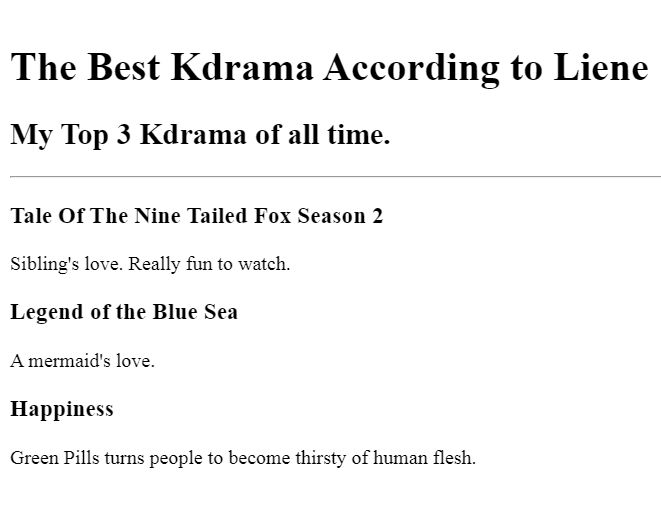 The Best Kdrama According to Liene
My Top 3 Kdrama of all time.
Tale Of The Nine Tailed Fox Season 2
Sibling's love. Really fun to watch.
Legend of the Blue Sea
A mermaid's love.
Happiness
Green Pills turns people to become thirsty of human flesh.